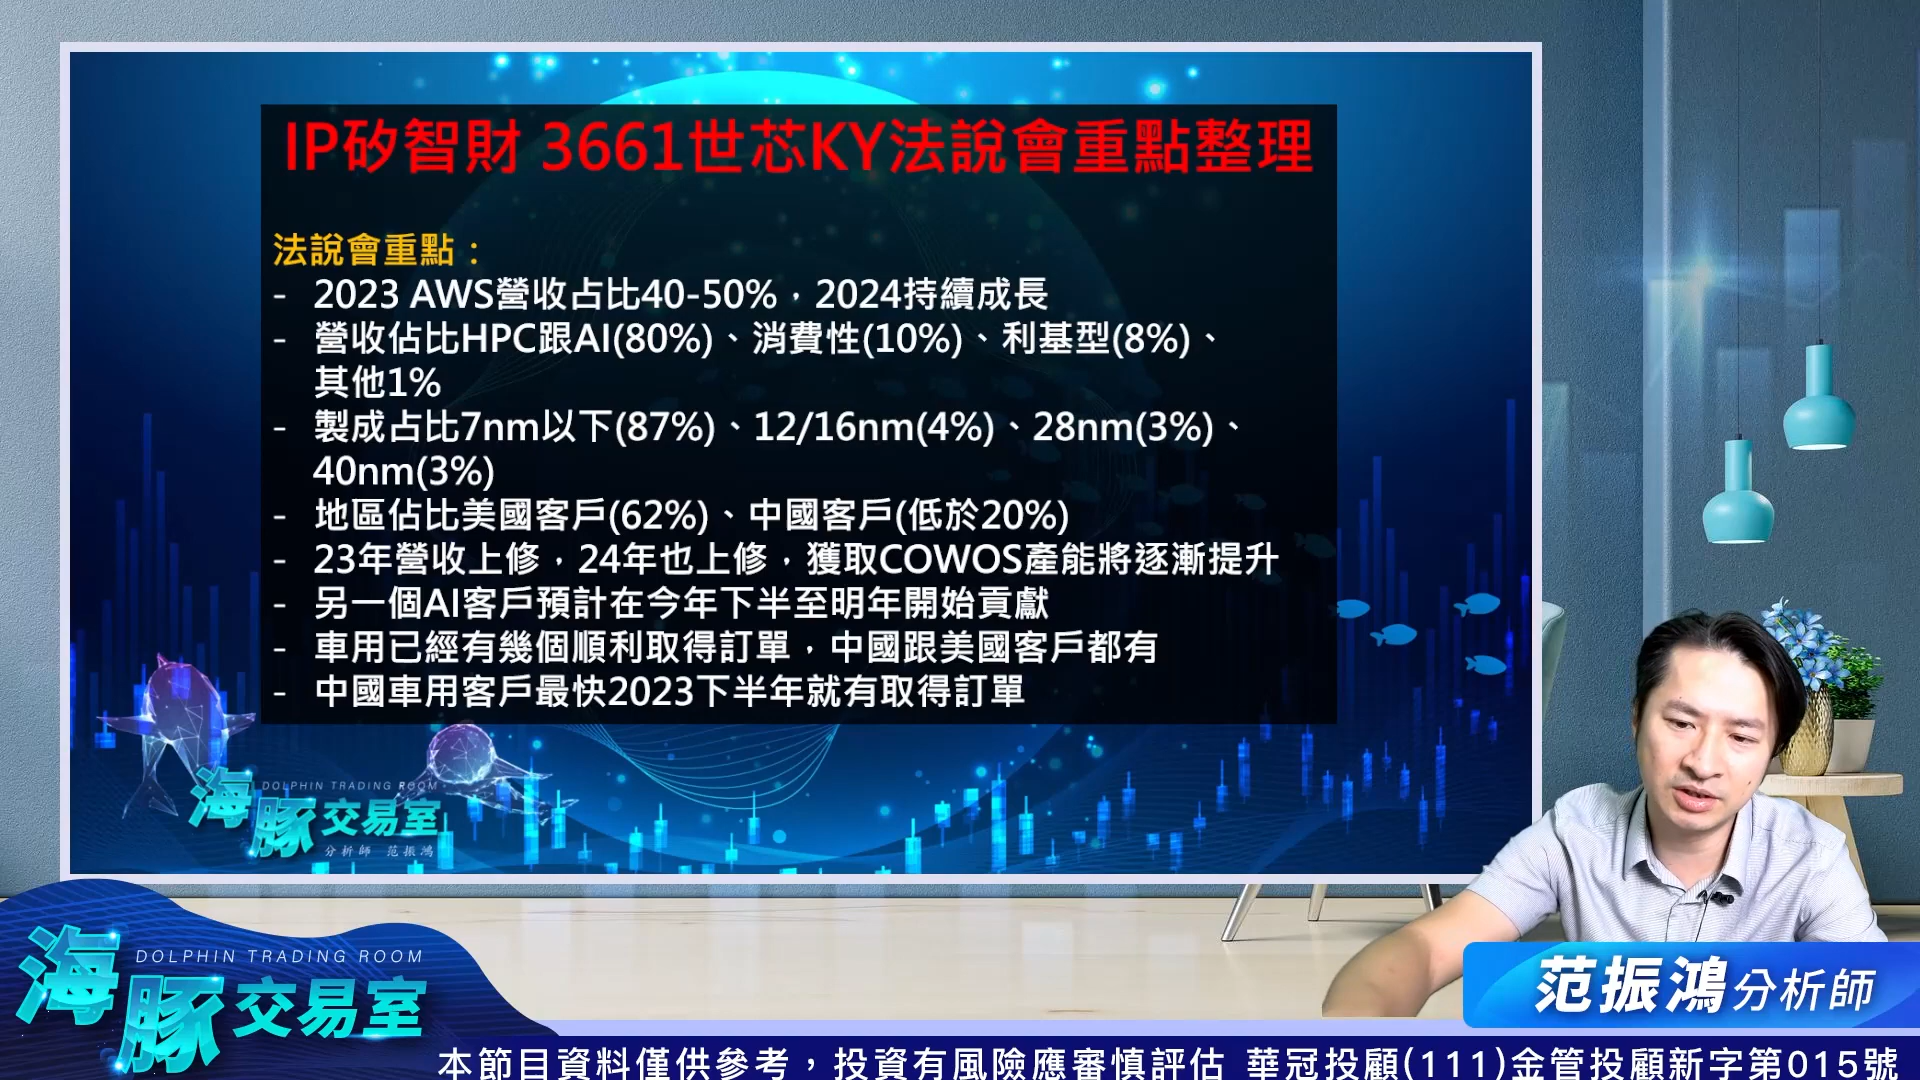 IP矽智財 3661世芯KY法說會重點整理
法說會重點：
- 2023 AWS營收占比40-50%，2024持續成長
- 營收佔比HPC跟AI(80%)、消費性(10%)、利基型(8%)、
其他1%
- 製成占比7nm以下(87%)、12/16nm(4%)、28nm(3%)、
40nm(3%)
- 地區佔比美國客戶(62%)、中國客戶(低於20%)
- 23年營收上修，24年也上修，獲取COWOS產能將逐漸提升
- 另一個AI客戶預計在今年下半至明年開始貢獻
- 車用已經有幾個順利取得訂單，中國跟美國客戶都有
- 中國車用客戶最快2023下半年就有取得訂單
DOLPHIN TRADING ROOM
海豚交易室
分析師 范振鴻
DOLPHIN TRADING ROOM
海豚交易室
范振鴻分析師
本節目資料僅供參考，投資有風險應審慎評估 華冠投顧(111)金管投顧新字第015號